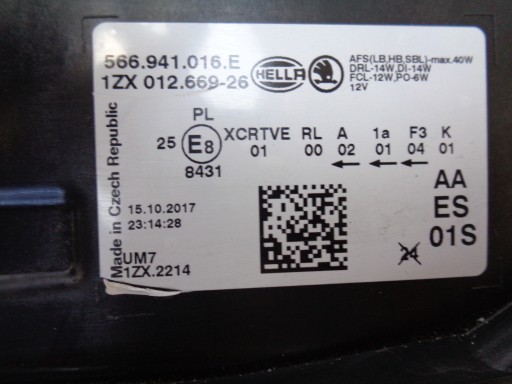 566.941.016.E
1ZX 012.669-26
HELLA
AFS(LB,HB,SBL)-max.40W
DRL-14W,DI-14W
FCL-12W,PO-6W
12V
PL
25 E8 XCRTVE RL A 1a F3 K
8431 01 00 02 01 04 01
Made in Czech Republic
15.10.2017
23:14:28
UM7
1ZX.2214
AA
ES
01S
24